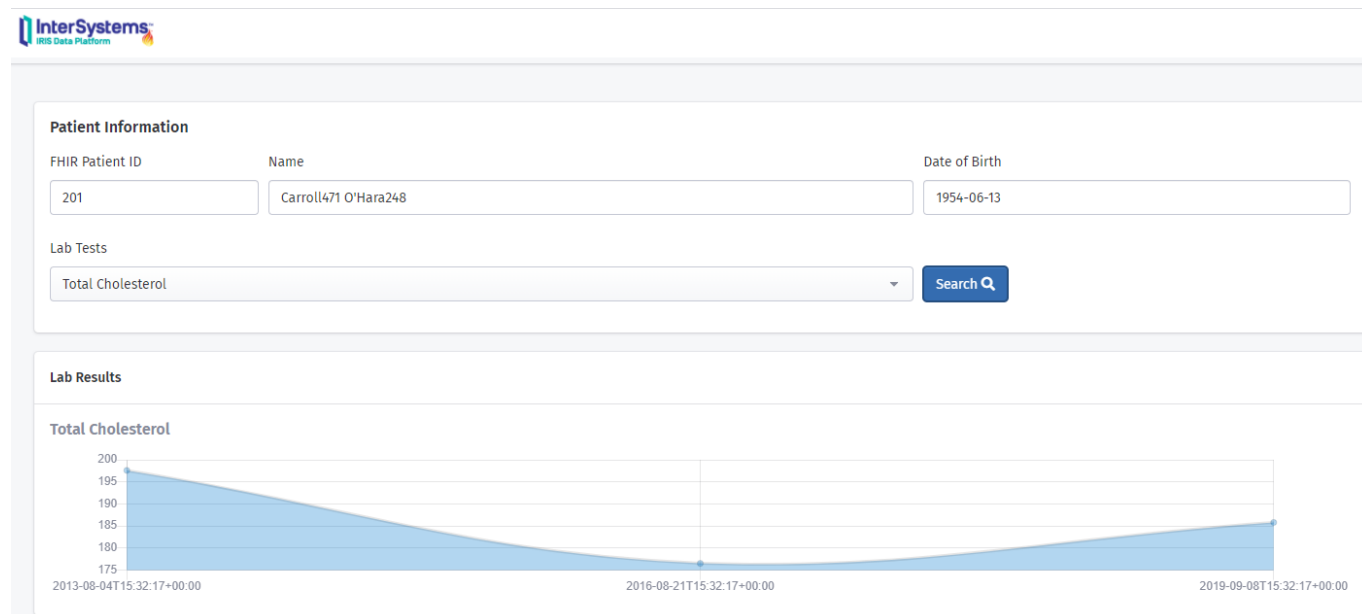 InterSystems™
IRIS Data Platform
Patient Information
FHIR Patient ID
Name
Date of Birth
201
Carroll471 O'Hara248
1954-06-13
Lab Tests
Total Cholesterol
Search
Lab Results
Total Cholesterol
200
195
190
185
180
175
2013-08-04T15:32:17+00:00
2016-08-21T15:32:17+00:00
2019-09-08T15:32:17+00:00